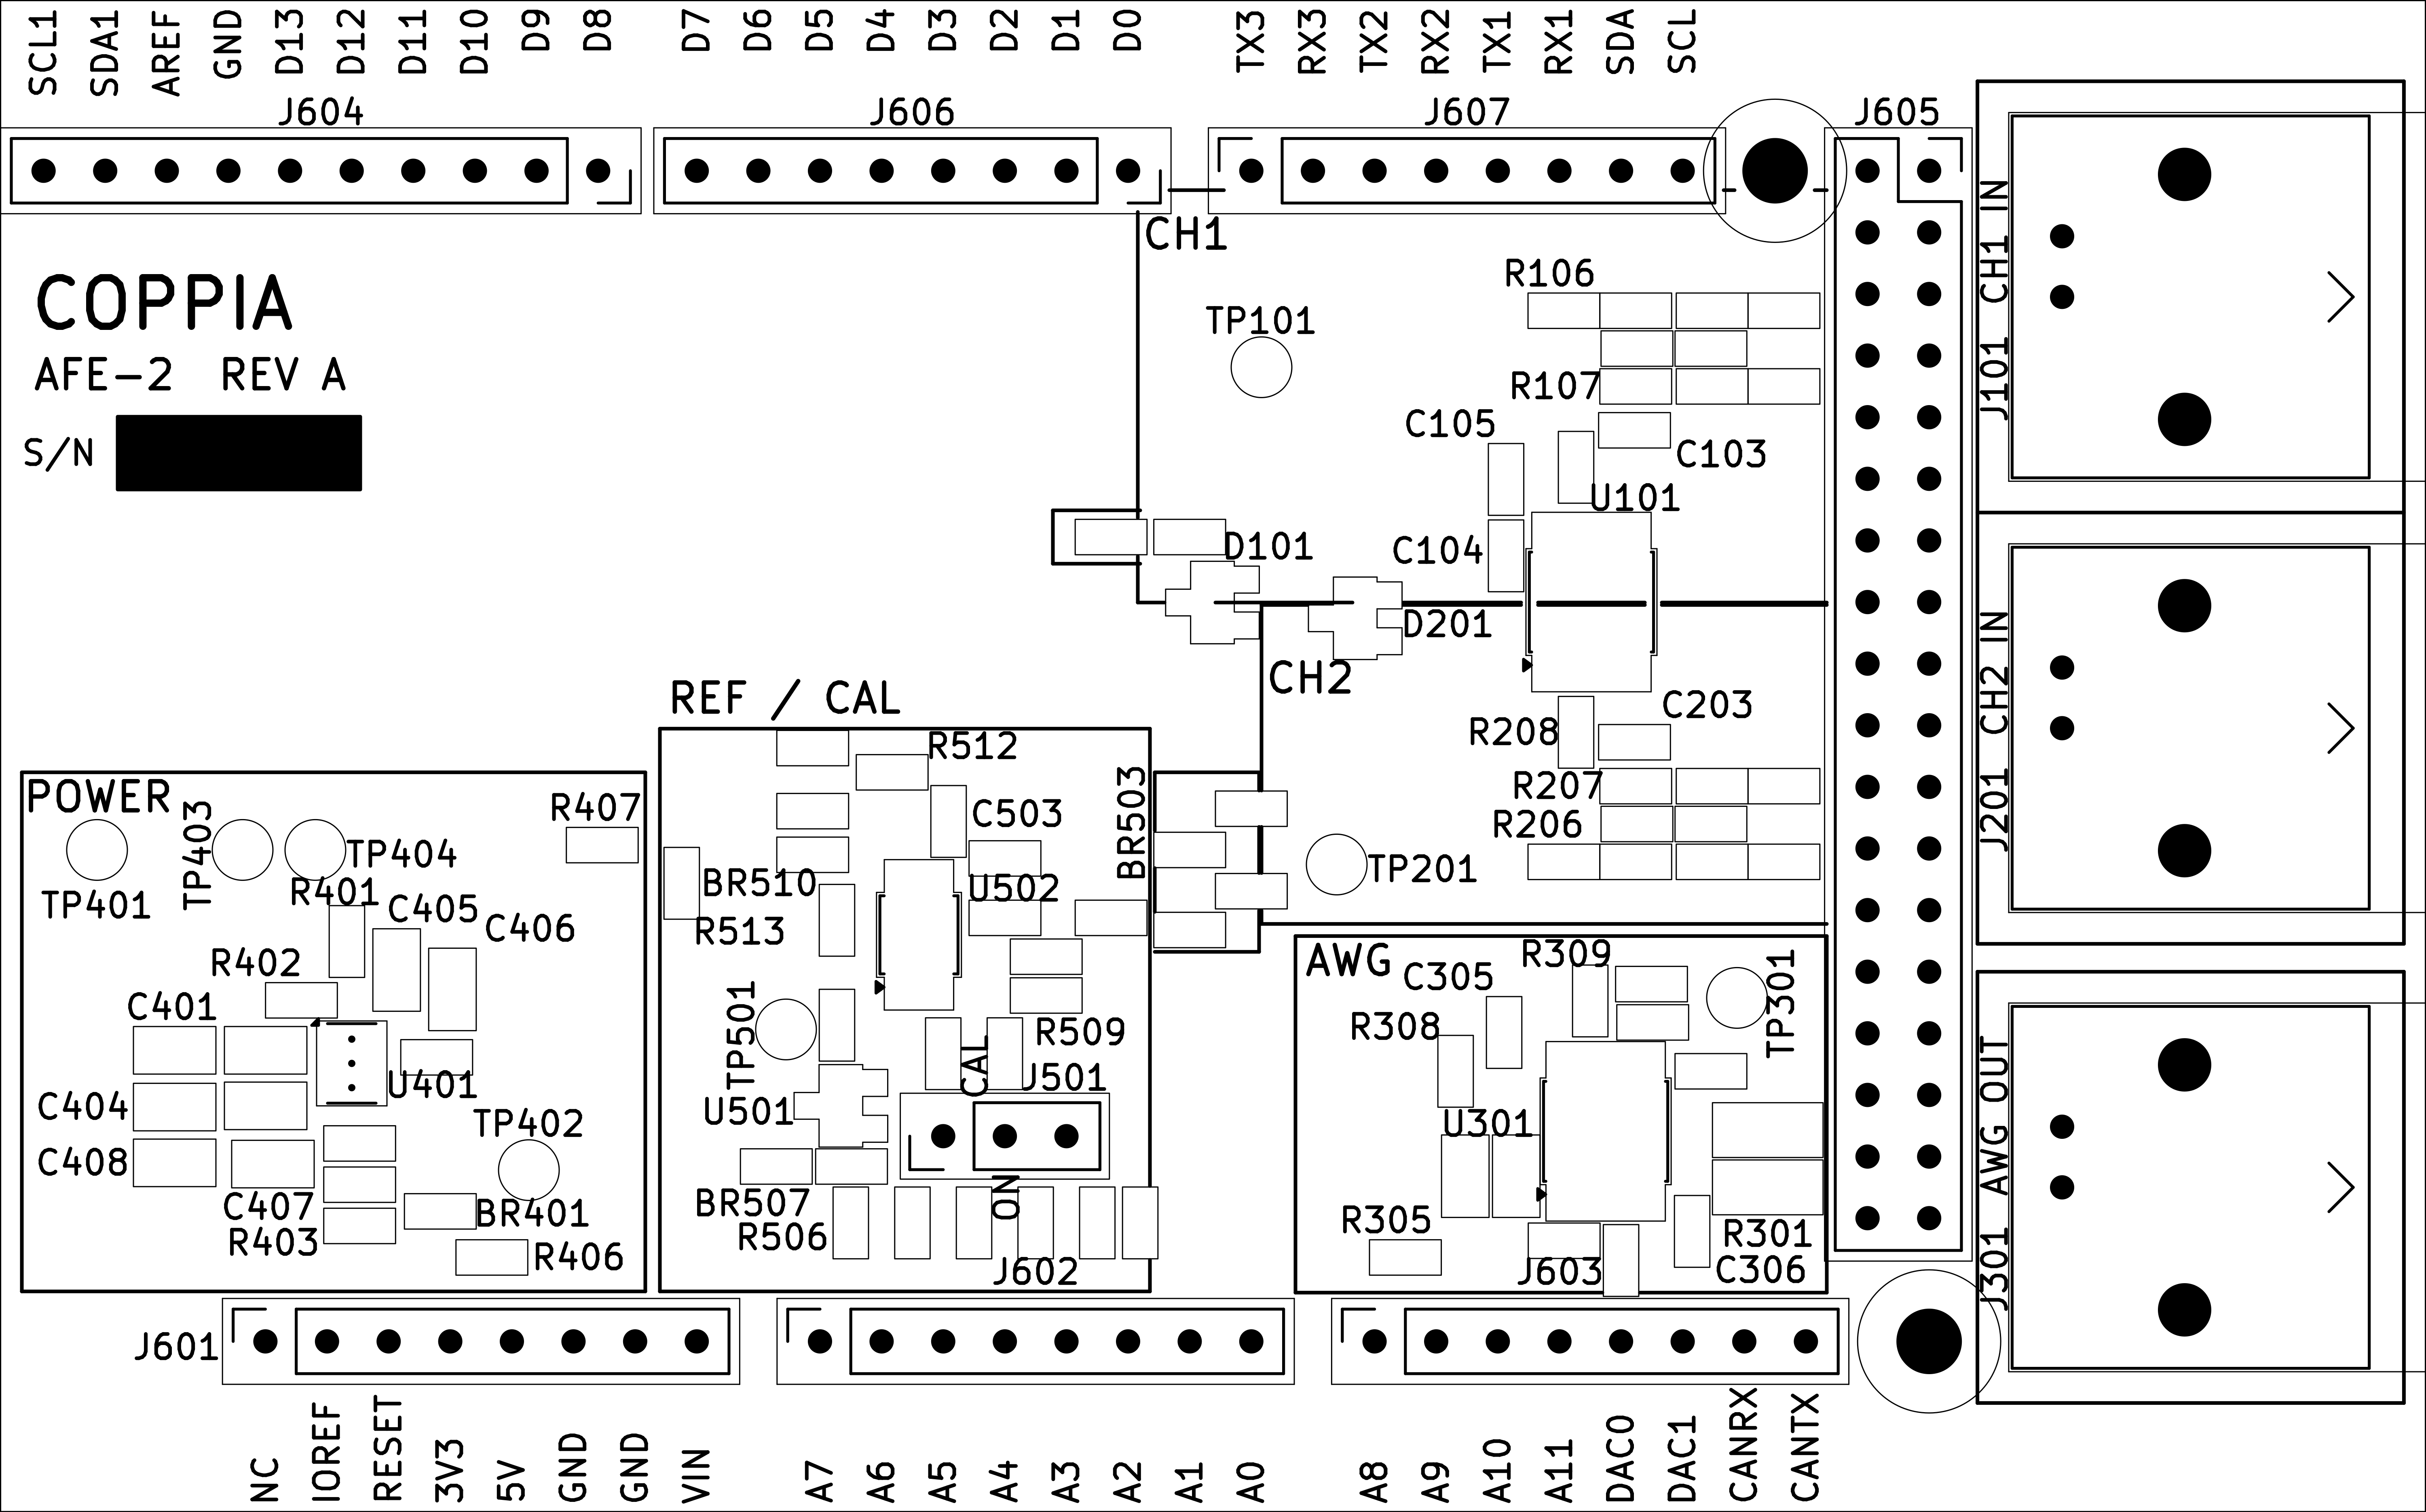 SCL1
SDA1
AREF
GND
D13
D12
D11
D10
D9
D8
D7
D6
D5
D4
D3
D2
D1
D0
TX3
RX3
TX2
RX2
TX1
RX1
SDA
SCL
J604
J606
J607
J605
CH1
COPPIA
AFE-2 REV A
S/N
R106
TP101
R107
C105
C103
U101
D101
C104
D201
CH2
J101 CH1 IN
J201 CH2 IN
J301 AWG OUT
REF / CAL
R208
C203
R207
R206
TP201
POWER
TP401
TP403
TP404
R407
R401
C405
C406
R402
C401
U401
C404
C408
TP402
C407
R403
BR401
R406
R512
C503
BR503
BR510
U502
R513
TP501
CAL
R509
J501
U501
BR507
R506
ON
J602
AWG
C305
R309
TP301
R308
U301
R305
R301
J603
C306
J601
NC
IOREF
RESET
3V3
5V
GND
GND
VIN
A7
A6
A5
A4
A3
A2
A1
A0
A8
A9
A10
A11
DAC0
DAC1
CANRX
CANTX